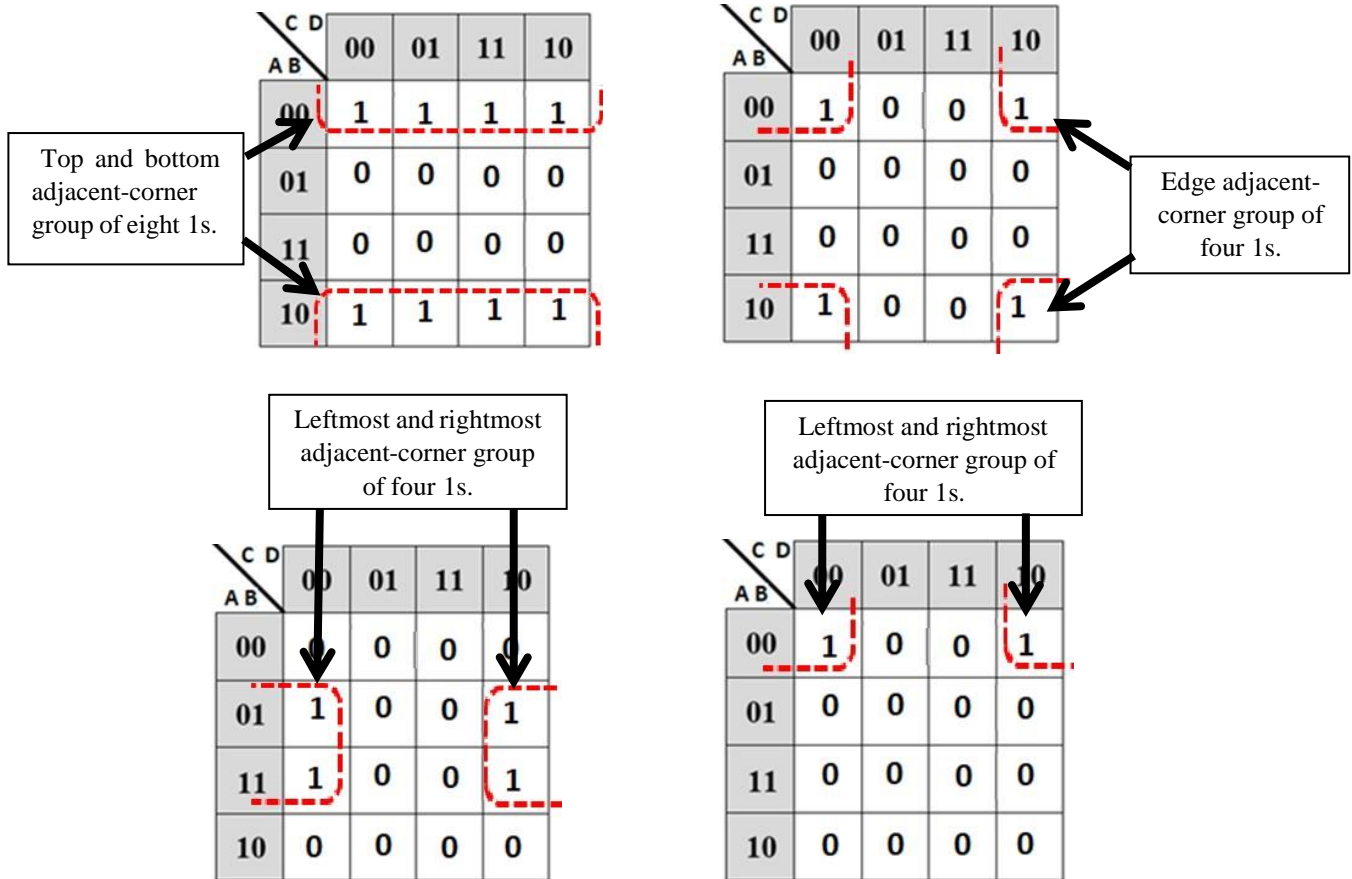 C D
A B
00 01 11 10
00 1 1 1 1
01 0 0 0 0
11 0 0 0 0
10 1 1 1 1
Top and bottom
adjacent-corner
group of eight 1s.
C D
A B
00 01 11 10
00 1 0 0 1
01 0 0 0 0
11 0 0 0 0
10 1 0 0 1
Edge adjacent-
corner group of
four 1s.
Leftmost and rightmost
adjacent-corner group
of four 1s.
C D
A B
00 01 11 10
00 0 0 0 0
01 1 0 0 1
11 1 0 0 1
10 0 0 0 0
Leftmost and rightmost
adjacent-corner group of
four 1s.
C D
A B
00 01 11 10
00 1 0 0 1
01 0 0 0 0
11 0 0 0 0
10 0 0 0 0